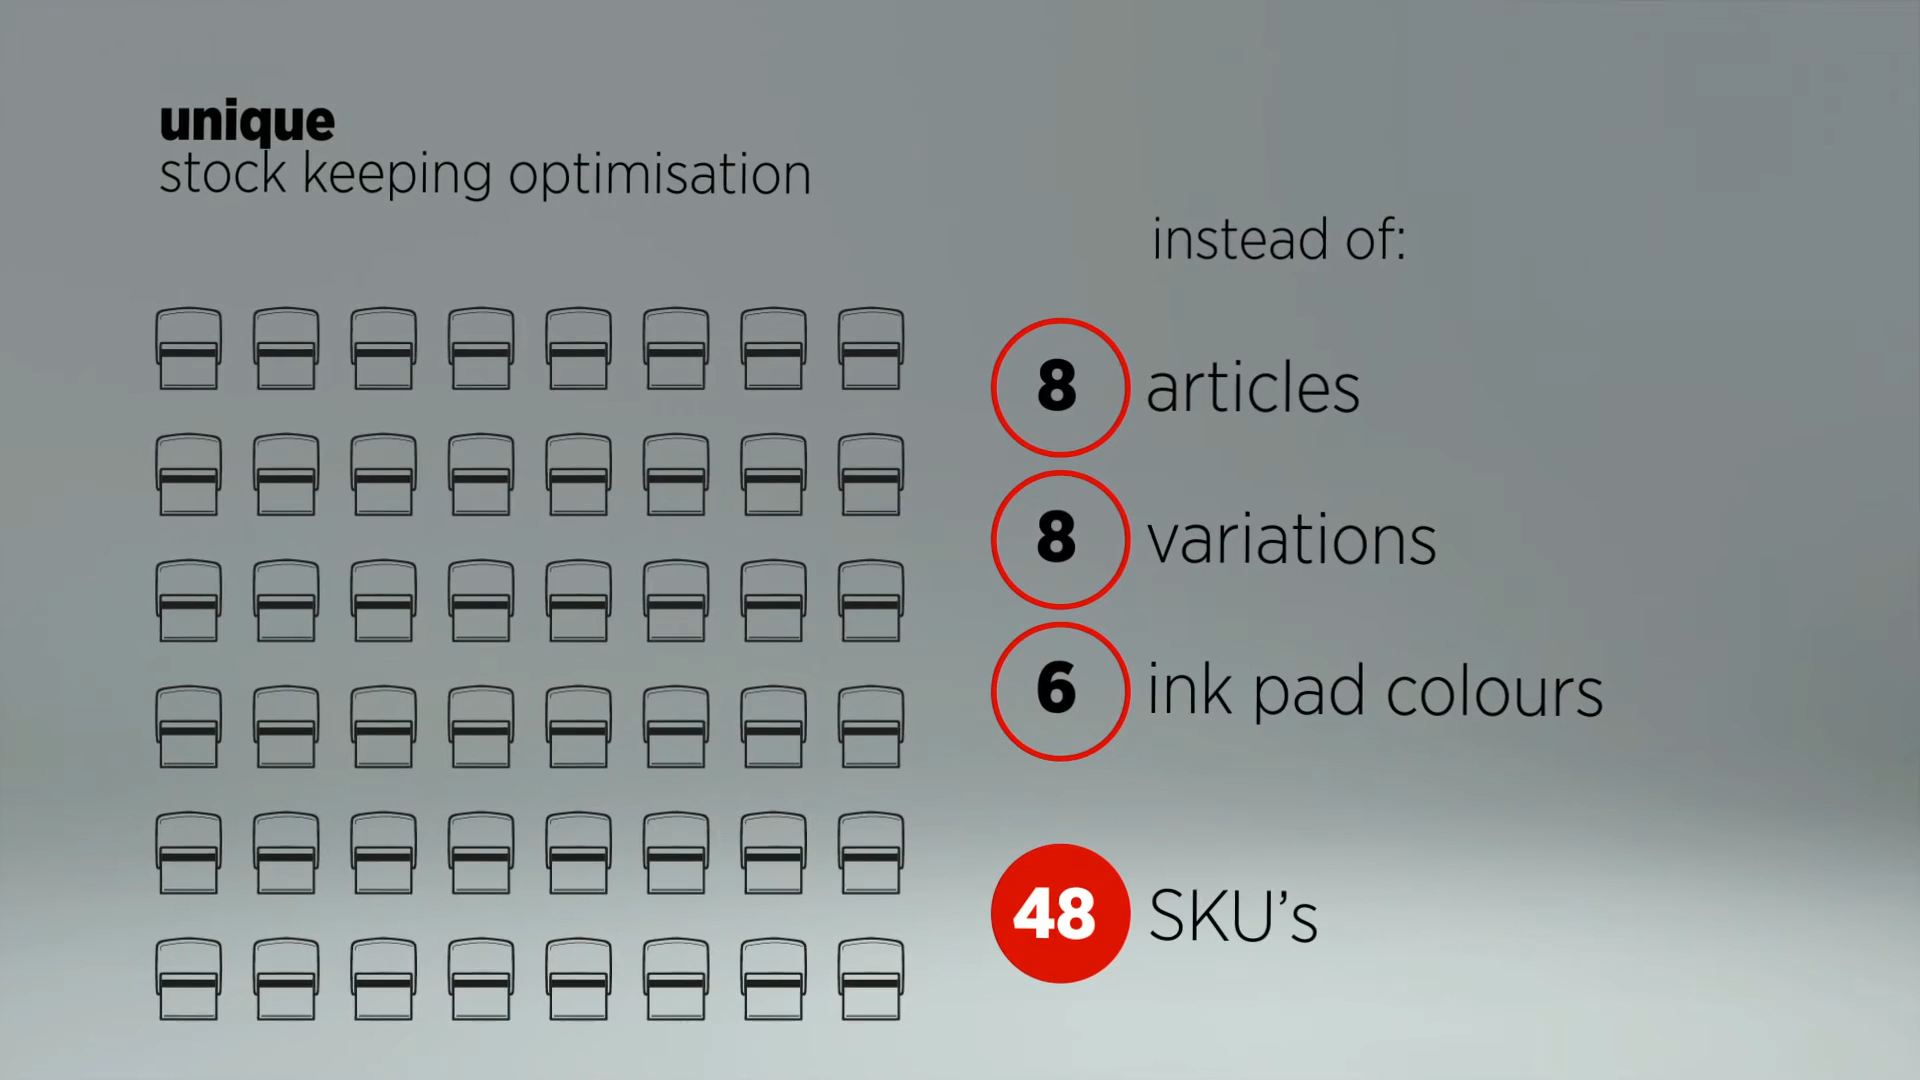 unique
stock keeping optimisation
instead of:
8 articles
8 variations
6 ink pad colours
48 SKU’s